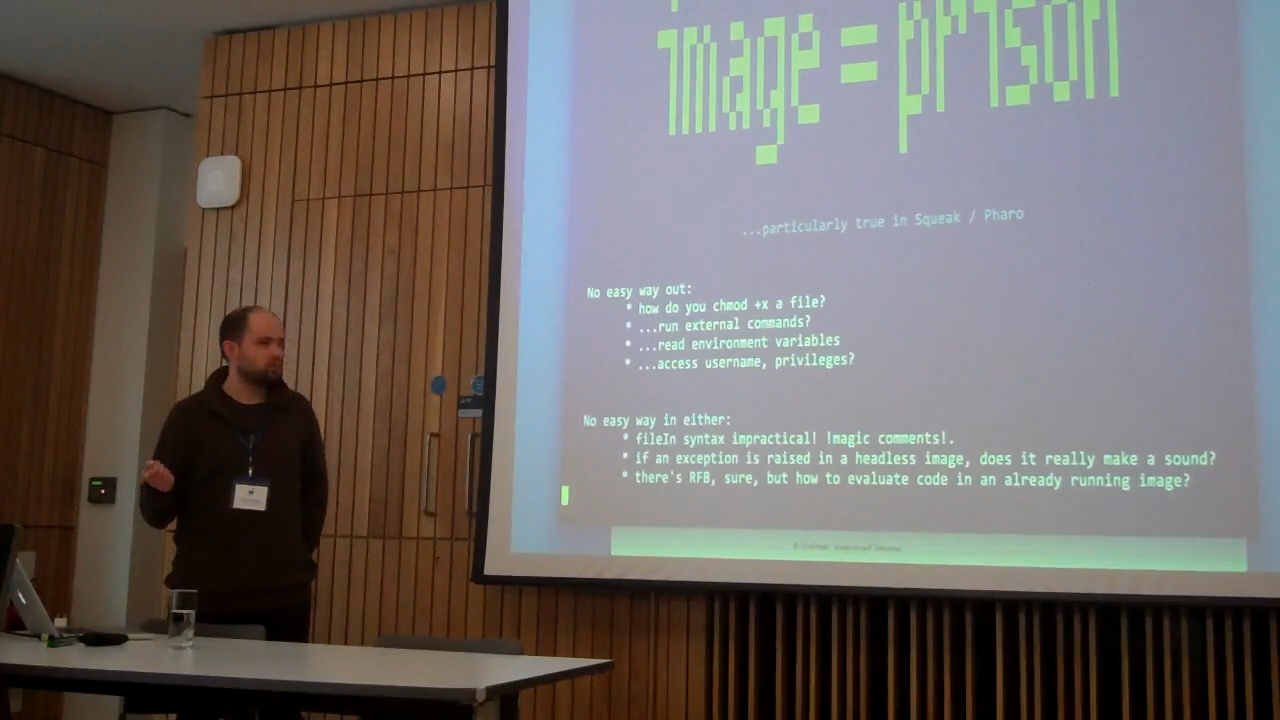 image = prison
...particularly true in Squeak / Pharo
No easy way out:
* how do you chmod +x a file?
* ...run external commands?
* ...read environment variables
* ...access username, privileges?
No easy way in either:
* fileIn syntax impractical! !magic comments!.
* if an exception is raised in a headless image, does it really make a sound?
* there's RFB, sure, but how to evaluate code in an already running image?